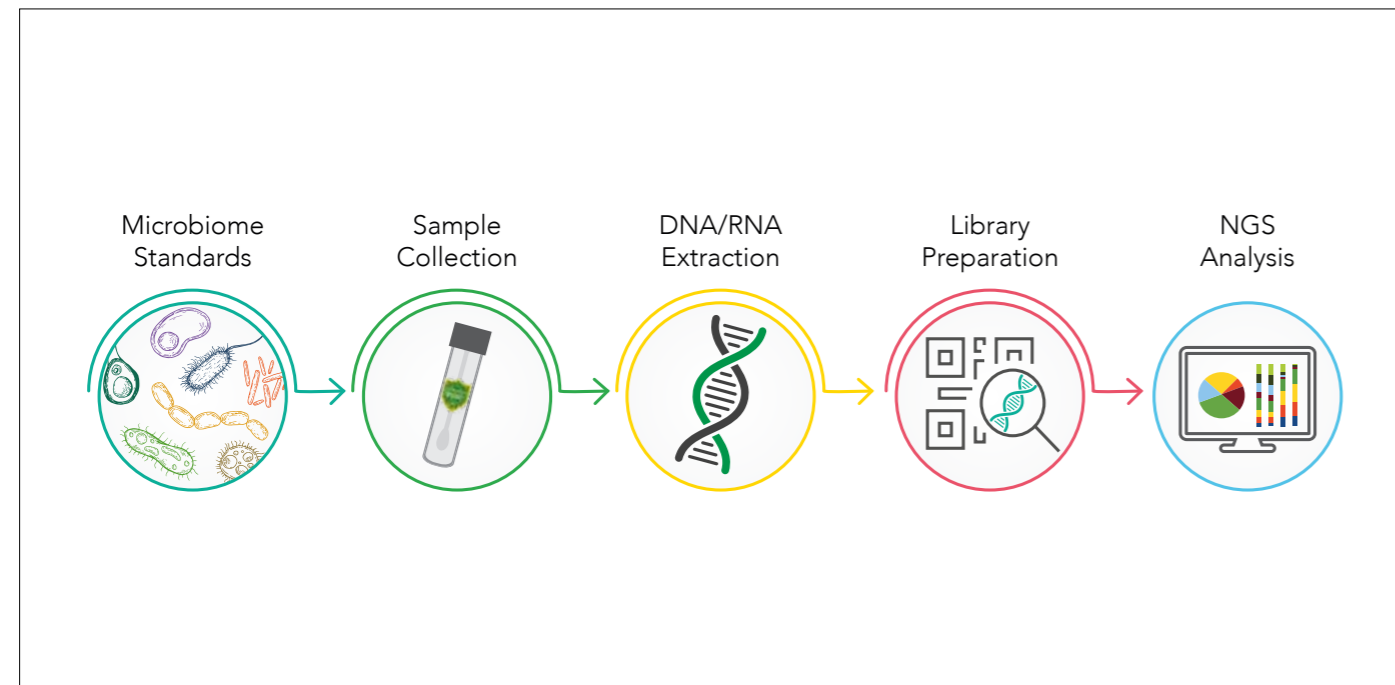 Microbiome
Standards
Sample
Collection
DNA/RNA
Extraction
Library
Preparation
NGS
Analysis